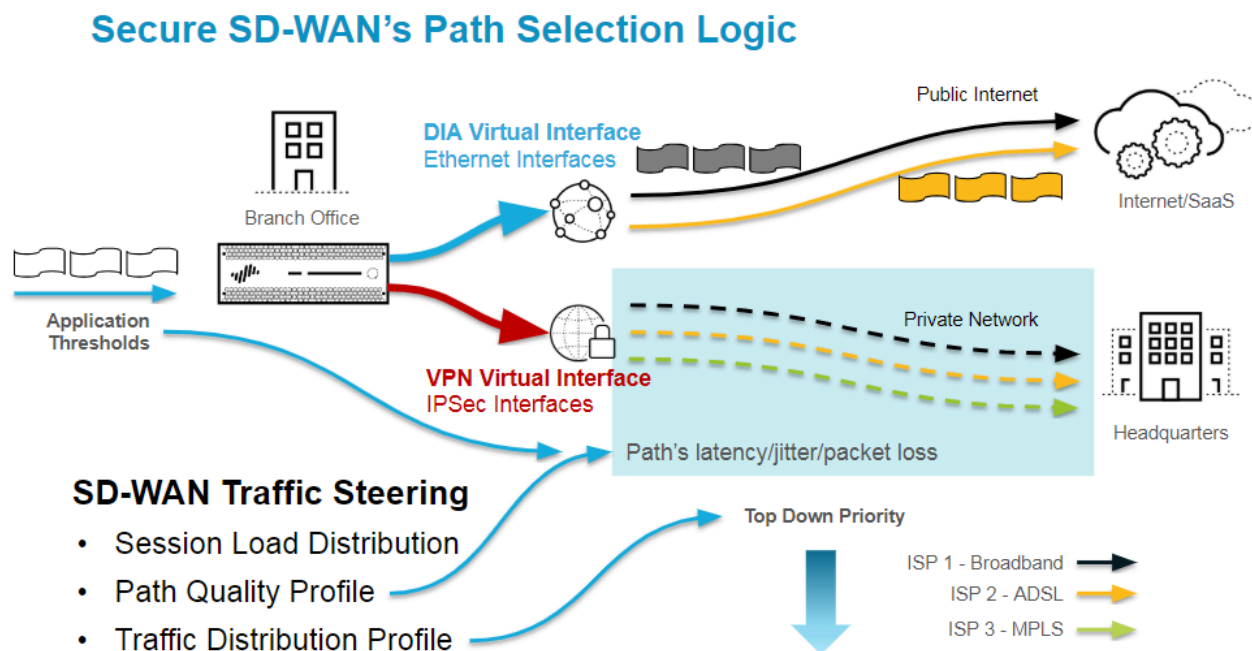 Secure SD-WAN's Path Selection Logic
Public Internet
DIA Virtual Interface
Ethernet Interfaces
Branch Office
Internet/SaaS
Application
Thresholds
Private Network
VPN Virtual Interface
IPSec Interfaces
Headquarters
Path's latency/jitter/packet loss
SD-WAN Traffic Steering
• Session Load Distribution
• Path Quality Profile
• Traffic Distribution Profile
Top Down Priority
ISP 1 - Broadband
ISP 2 - ADSL
ISP 3 - MPLS